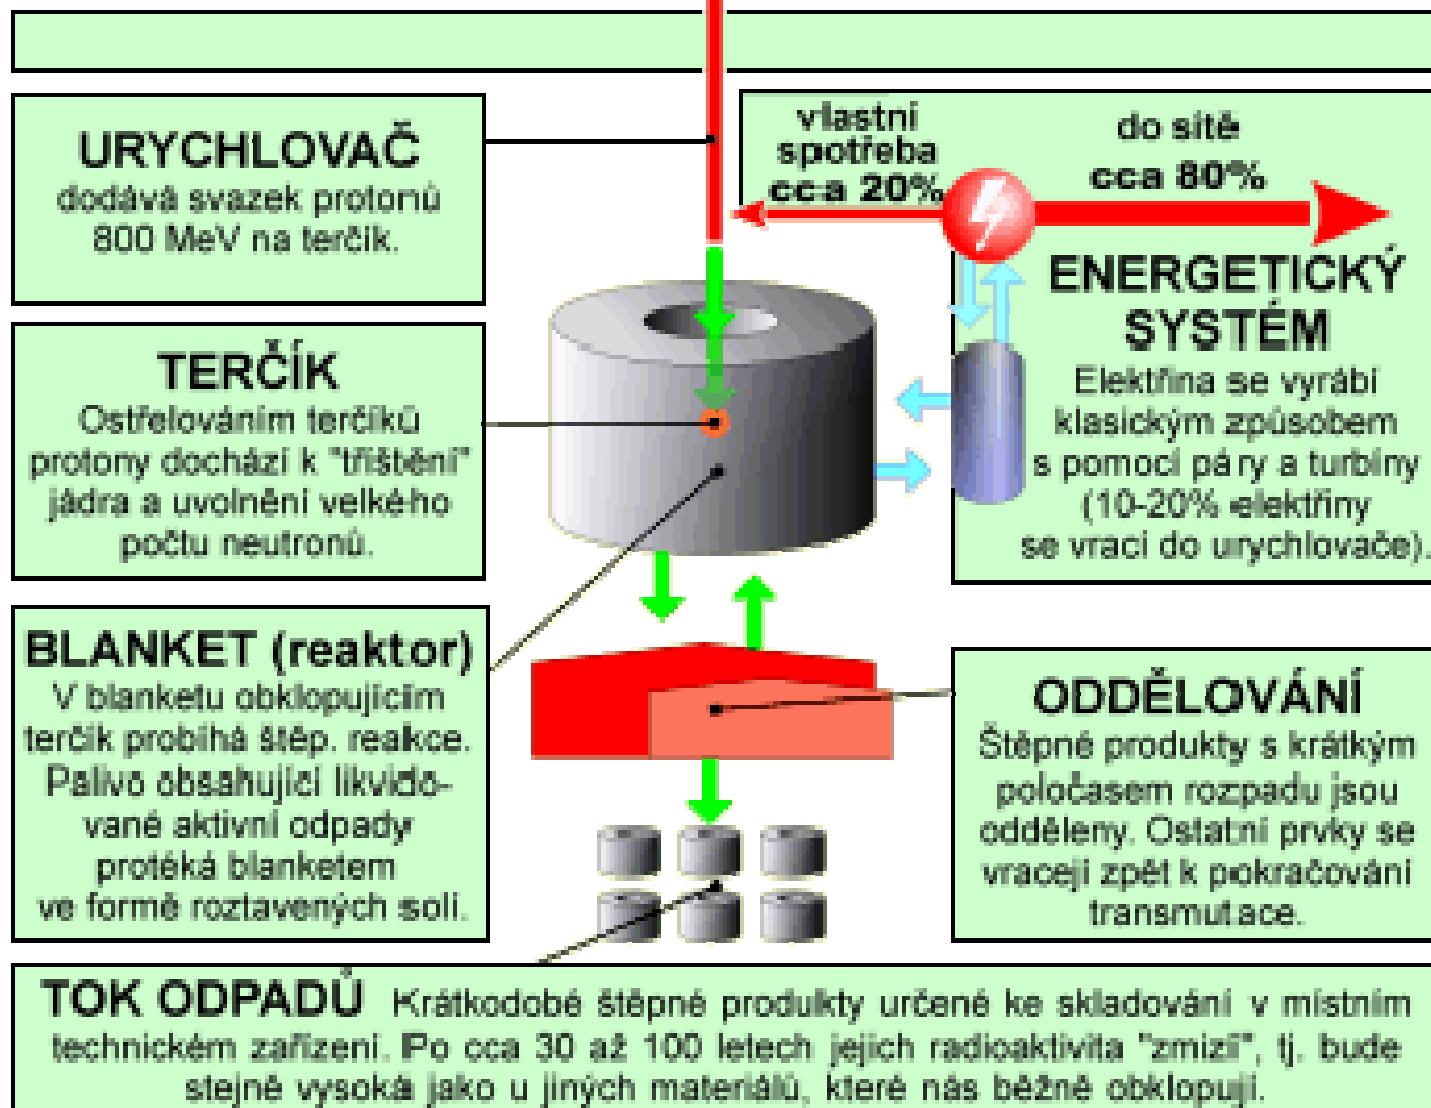 URYCHLOVAČ
dodává svazek protonů
800 MeV na terčík.
vlastní
spotřeba
cca 20%
do sítě
cca 80%
TERČÍK
Ostřelováním terčíků
protony dochází k "tříštění"
jádra a uvolnění velkého
počtu neutronů.
ENERGETICKÝ
SYSTÉM
Elektřina se vyrábí
klasickým způsobem
s pomocí páry a turbíny
(10-20% elektřiny
se vrací do urychlovače).
BLANKET (reaktor)
V blanketu obklopujícím
terčík probíhá štěp. reakce.
Palivo obsahující likvido-
vané aktivní odpady
protéká blanketem
ve formě roztavených solí.
ODDĚLOVÁNÍ
Štěpné produkty s krátkým
poločasem rozpadu jsou
odděleny. Ostatní prvky se
vracejí zpět k pokračování
transmutace.
TOK ODPADŮ Krátkodobé štěpné produkty určené ke skladování v místním
technickém zařízení. Po cca 30 až 100 letech jejich radioaktivita "zmizí", tj. bude
stejně vysoká jako u jiných materiálů, které nás běžně obklopují.